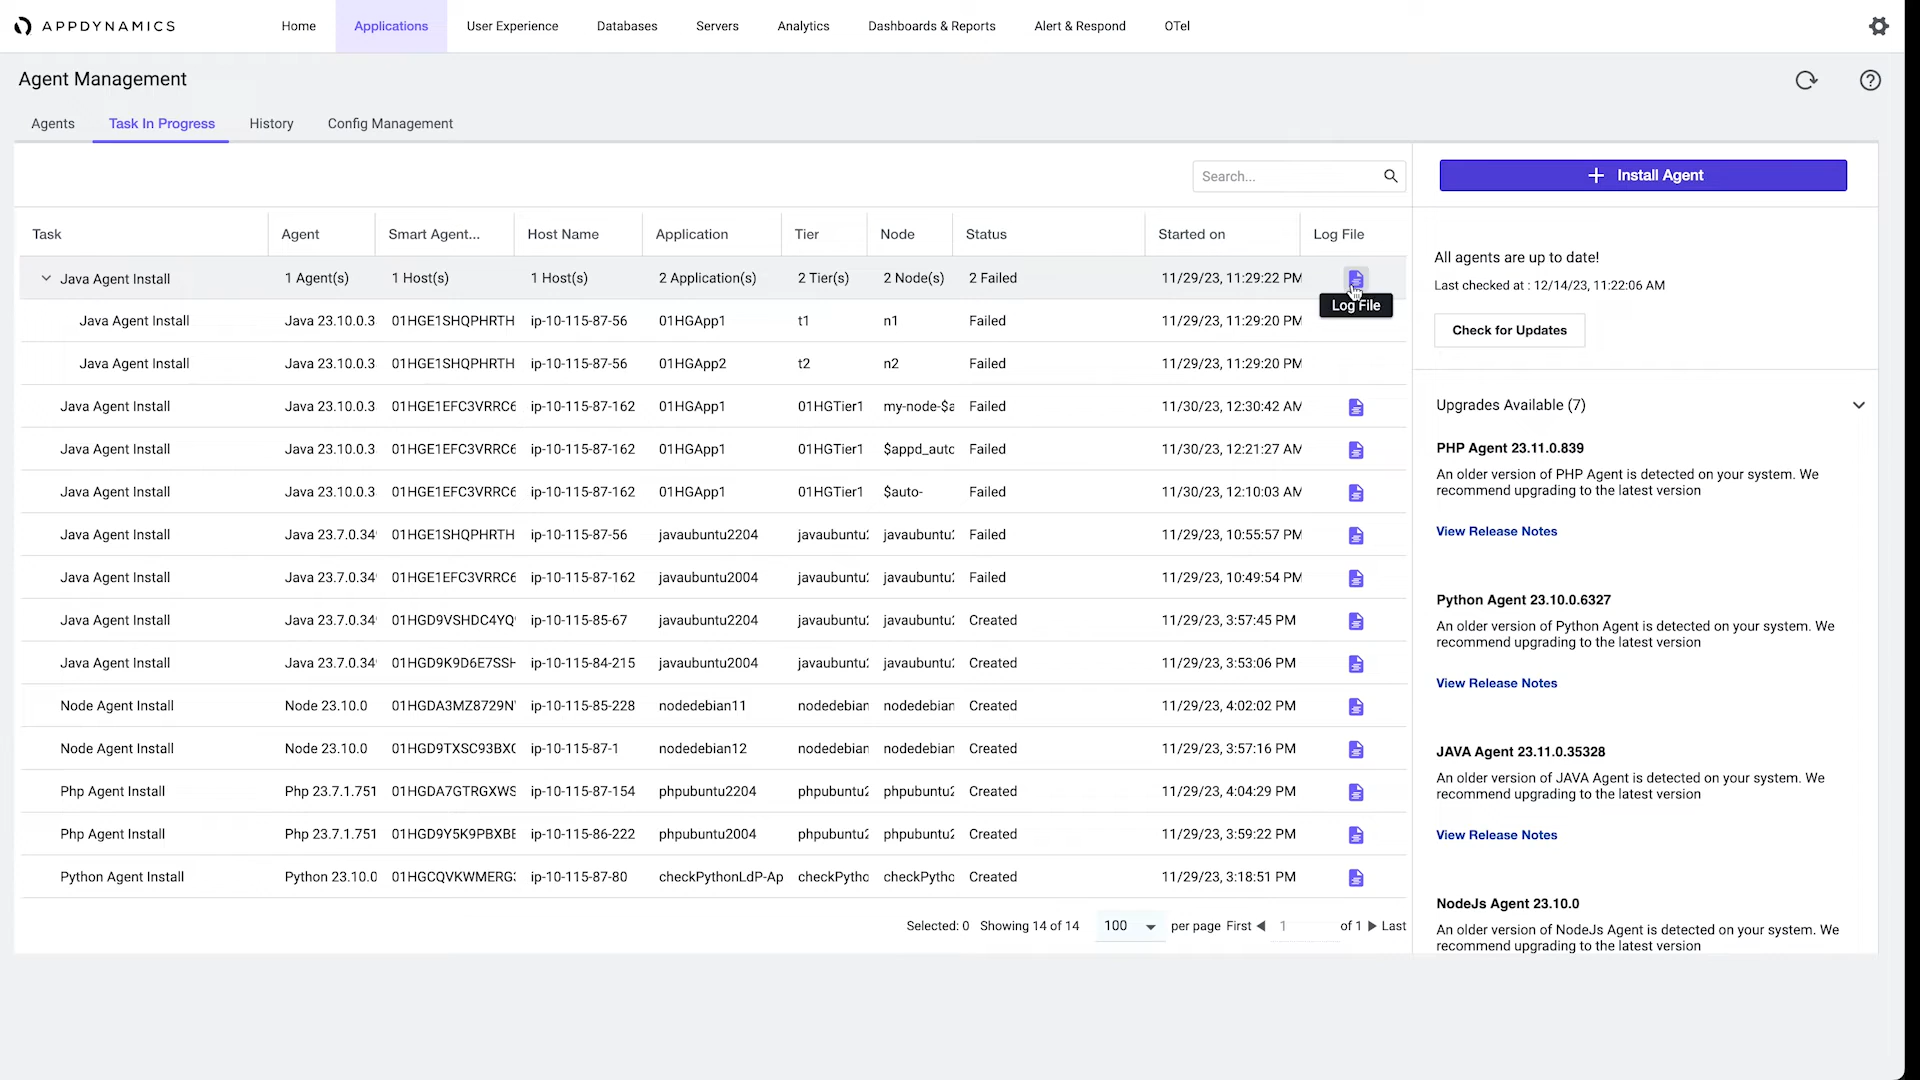 APPDYNAMICS
Home
Applications
User Experience
Databases
Servers
Analytics
Dashboards & Reports
Alert & Respond
OTel
Agent Management
Agents
Task In Progress
History
Config Management
Search...
Install Agent
Task Agent Smart Agent... Host Name Application Tier Node Status Started on Log File
Java Agent Install 1 Agent(s) 1 Host(s) 1 Host(s) 2 Application(s) 2 Tier(s) 2 Node(s) 2 Failed 11/29/23, 11:29:22 PM
Log File
Java Agent Install Java 23.10.0.3 01HGE1SHQPHRTH ip-10-115-87-56 01HGApp1 t1 n1 Failed 11/29/23, 11:29:20 PM
Java Agent Install Java 23.10.0.3 01HGE1SHQPHRTH ip-10-115-87-56 01HGApp2 t2 n2 Failed 11/29/23, 11:29:20 PM
Java Agent Install Java 23.10.0.3 01HGE1EFC3VRRC6 ip-10-115-87-162 01HGApp1 01HGTier1 my-node-$a Failed 11/30/23, 12:30:42 AM
Java Agent Install Java 23.10.0.3 01HGE1EFC3VRRC6 ip-10-115-87-162 01HGApp1 01HGTier1 $appd_auto Failed 11/30/23, 12:21:27 AM
Java Agent Install Java 23.10.0.3 01HGE1EFC3VRRC6 ip-10-115-87-162 01HGApp1 01HGTier1 $auto- Failed 11/30/23, 12:10:03 AM
Java Agent Install Java 23.7.0.34 01HGE1SHQPHRTH ip-10-115-87-56 javaubuntu2204 javaubuntu2 javaubuntu2 Failed 11/29/23, 10:55:57 PM
Java Agent Install Java 23.7.0.34 01HGE1EFC3VRRC6 ip-10-115-87-162 javaubuntu2004 javaubuntu2 javaubuntu2 Failed 11/29/23, 10:49:54 PM
Java Agent Install Java 23.7.0.34 01HGD9VSHDC4YQ ip-10-115-85-67 javaubuntu2204 javaubuntu2 javaubuntu2 Created 11/29/23, 3:57:45 PM
Java Agent Install Java 23.7.0.34 01HGD9K9D6E7SSH ip-10-115-84-215 javaubuntu2004 javaubuntu2 javaubuntu2 Created 11/29/23, 3:53:06 PM
Node Agent Install Node 23.10.0 01HGDA3MZ8729N ip-10-115-85-228 nodedebian11 nodedebian nodedebian Created 11/29/23, 4:02:02 PM
Node Agent Install Node 23.10.0 01HGD9TXSC93BX ip-10-115-87-1 nodedebian12 nodedebian nodedebian Created 11/29/23, 3:57:16 PM
Php Agent Install Php 23.7.1.751 01HGDA7GTRGXWS ip-10-115-87-154 phpubuntu2204 phpubuntu2 phpubuntu2 Created 11/29/23, 4:04:29 PM
Php Agent Install Php 23.7.1.751 01HGD9Y5K9PBXBE ip-10-115-86-222 phpubuntu2004 phpubuntu2 phpubuntu2 Created 11/29/23, 3:59:22 PM
Python Agent Install Python 23.10.0 01HGCQVKWMERG ip-10-115-87-80 checkPythonLdP-Ap checkPytho checkPytho Created 11/29/23, 3:18:51 PM
Selected: 0 Showing 14 of 14 100 per page First 1 of 1 Last
All agents are up to date!
Last checked at : 12/14/23, 11:22:06 AM
Check for Updates
Upgrades Available (7)
PHP Agent 23.11.0.839
An older version of PHP Agent is detected on your system. We
recommend upgrading to the latest version
View Release Notes
Python Agent 23.10.0.6327
An older version of Python Agent is detected on your system. We
recommend upgrading to the latest version
View Release Notes
JAVA Agent 23.11.0.35328
An older version of JAVA Agent is detected on your system. We
recommend upgrading to the latest version
View Release Notes
NodeJs Agent 23.10.0
An older version of NodeJs Agent is detected on your system. We
recommend upgrading to the latest version